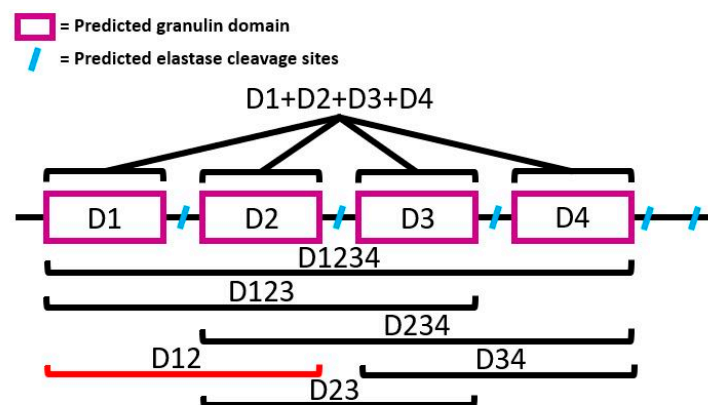 = Predicted granulin domain
= Predicted elastase cleavage sites
D1+D2+D3+D4
D1 D2 D3 D4
D1234
D123
D234
D12 D34
D23